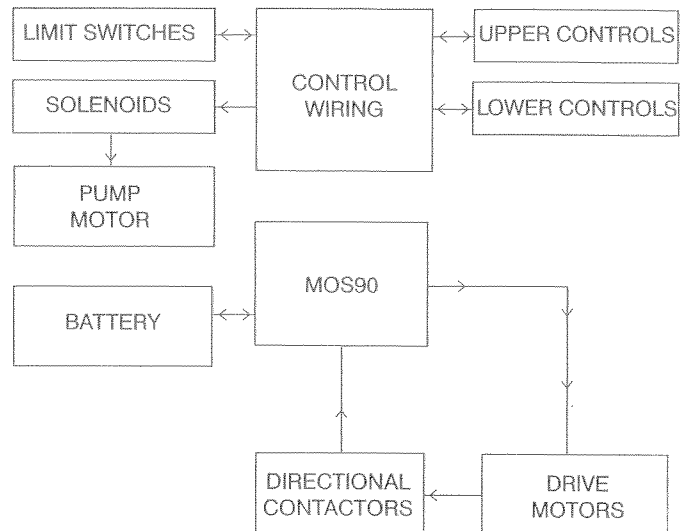 LIMIT SWITCHES
UPPER CONTROLS
CONTROL
WIRING
SOLENOIDS
LOWER CONTROLS
PUMP
MOTOR
MOS90
BATTERY
DIRECTIONAL
CONTACTORS
DRIVE
MOTORS